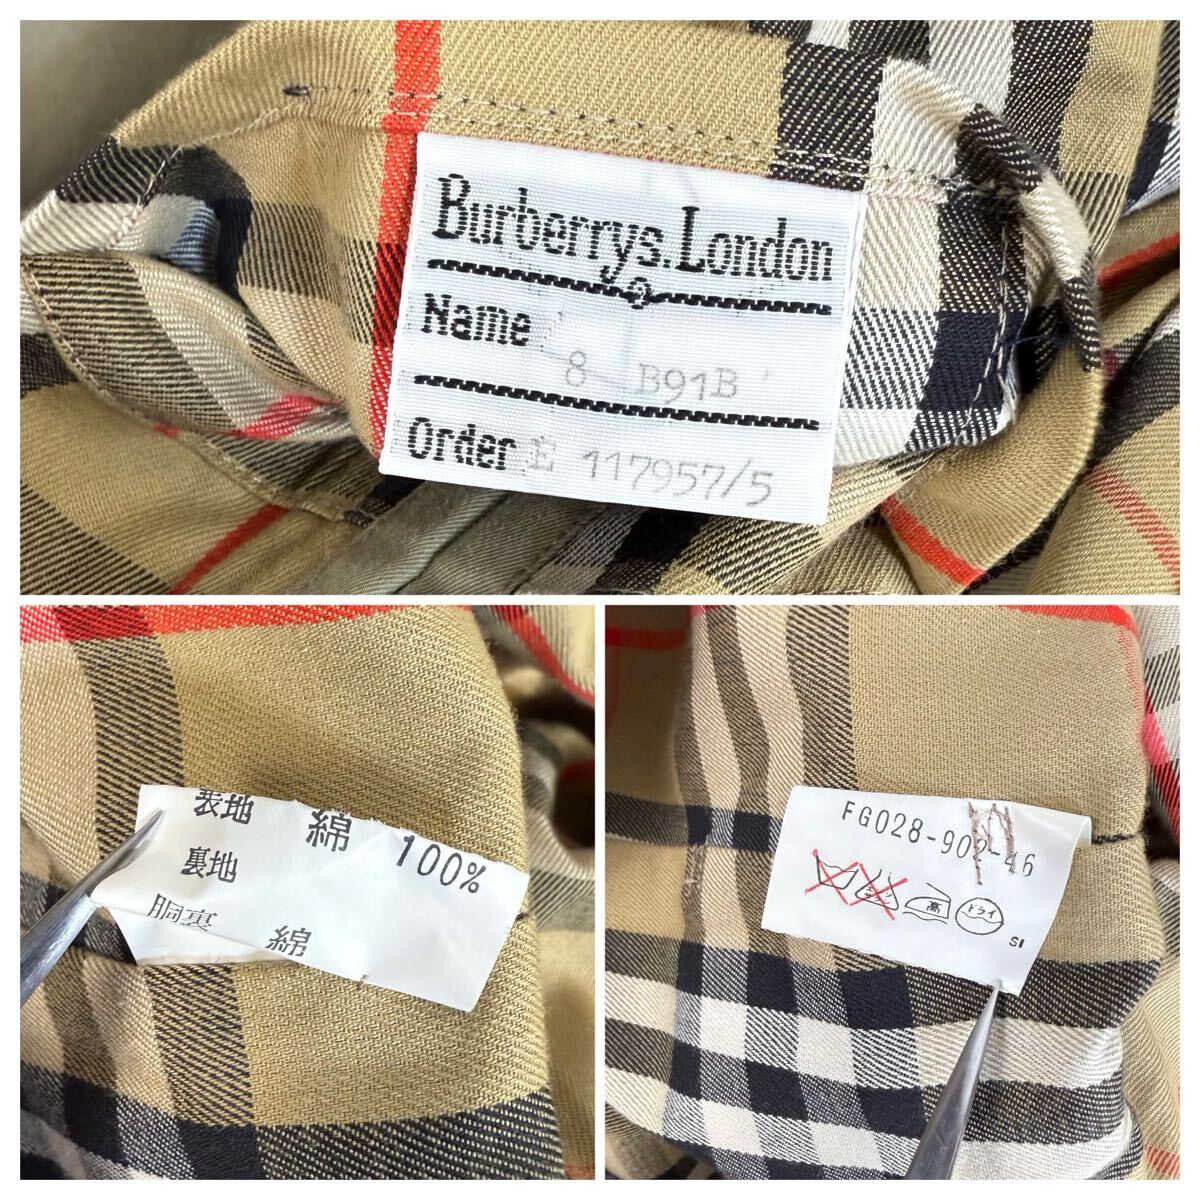 Burberrys.London
Name 8 B91B
Order E 117957/5
表地 綿 100%
裏地
胴裏 綿
FG028-902-46
高 ドライ
SI